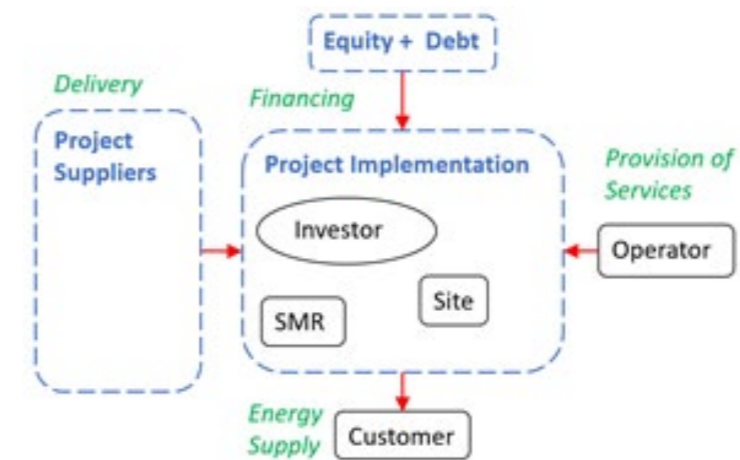 Equity + Debt
Delivery
Financing
Project
Suppliers
Project Implementation
Provision of
Services
Investor
Operator
Site
SMR
Energy
Supply
Customer